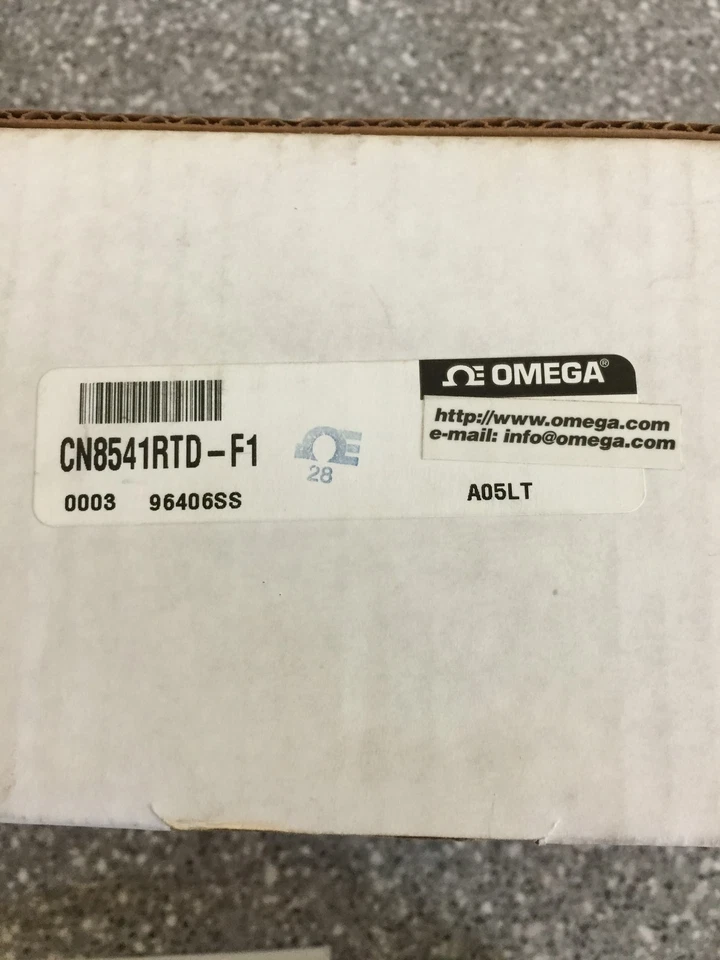 OMEGA®
http://www.omega.com
e-mail: info@omega.com
CN8541RTD-F1
28
0003 96406SS
A05LT